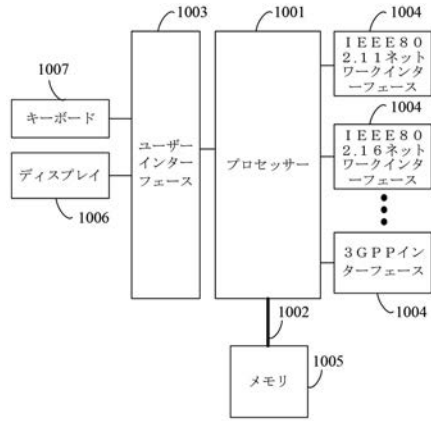 1003
1001
1004
1007
キーボード
ディスプレイ
1006
ユーザー
インター
フェース
プロセッサー
ＩＥＥＥ８０
２.１１ネット
ワークインタ
ーフェース
1004
ＩＥＥＥ８０
２.１６ネット
ワークインタ
ーフェース
３ＧＰＰイン
ターフェース
1004
1002
メモリ
1005